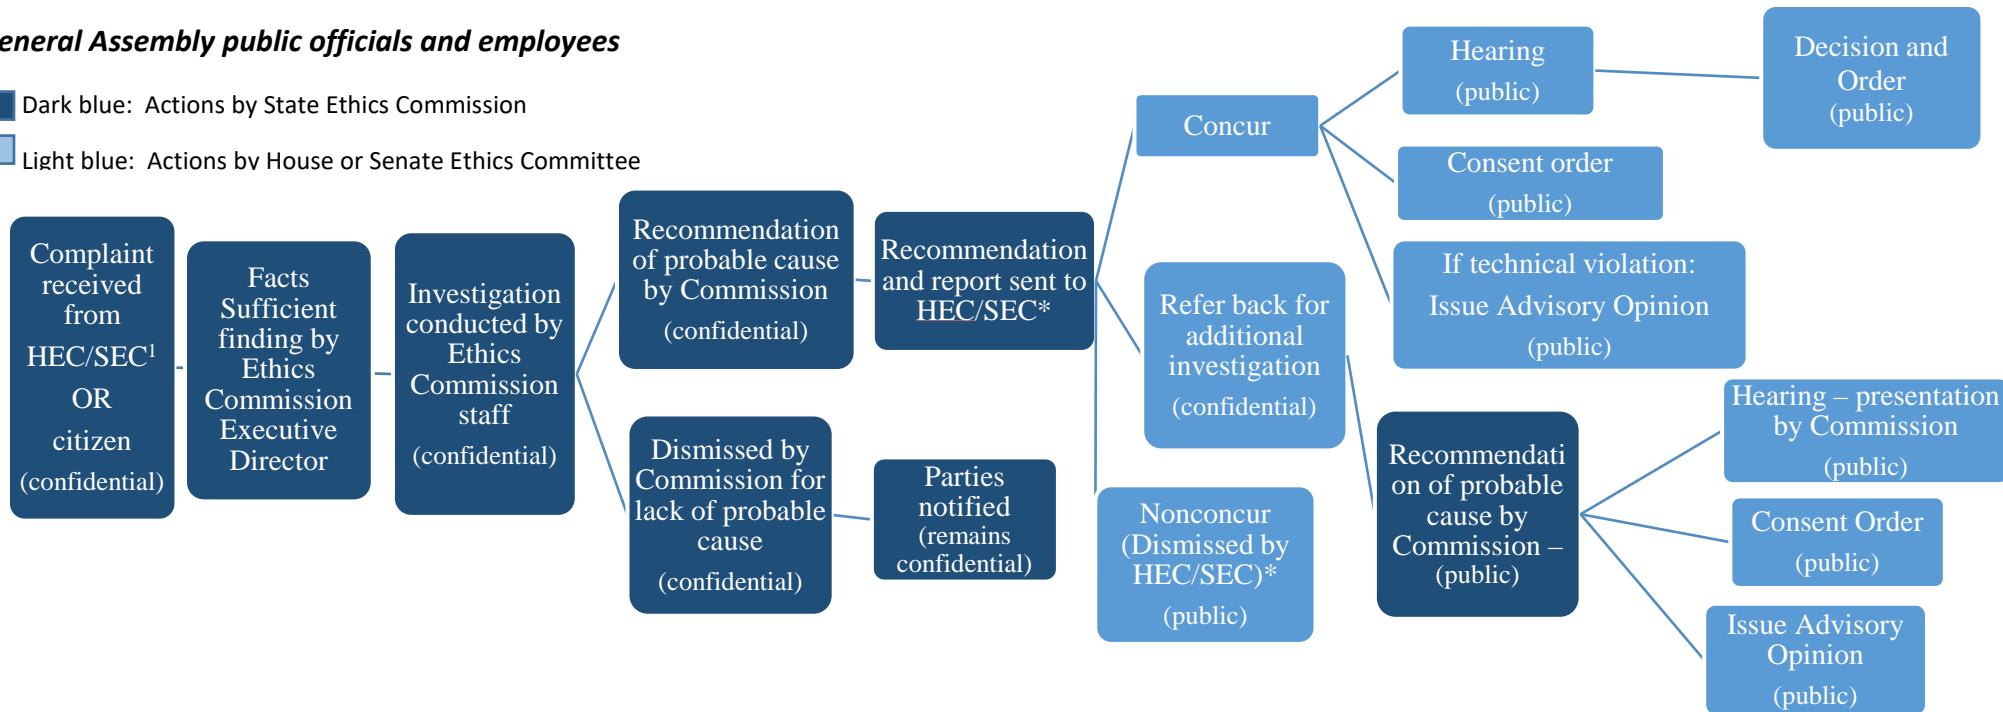 eneral Assembly public officials and employees
Dark blue: Actions by State Ethics Commission
Light blue: Actions by House or Senate Ethics Committee
Complaint
received
from
HEC/SEC¹
OR
citizen
(confidential)
Facts
Sufficient
finding by
Ethics
Commission
Executive
Director
Investigation
conducted by
Ethics
Commission
staff
(confidential)
Recommendation
of probable cause
by Commission
(confidential)
Dismissed by
Commission for
lack of probable
cause
(confidential)
Recommendation
and report sent to
HEC/SEC*
Parties
notified
(remains
confidential)
Concur
Refer back for
additional
investigation
(confidential)
Nonconcur
(Dismissed by
HEC/SEC)*
(public)
Hearing
(public)
Decision and
Order
(public)
Consent order
(public)
If technical violation:
Issue Advisory Opinion
(public)
Recommendati
on of probable
cause by
Commission –
(public)
Hearing – presentation
by Commission
(public)
Consent Order
(public)
Issue Advisory
Opinion
(public)